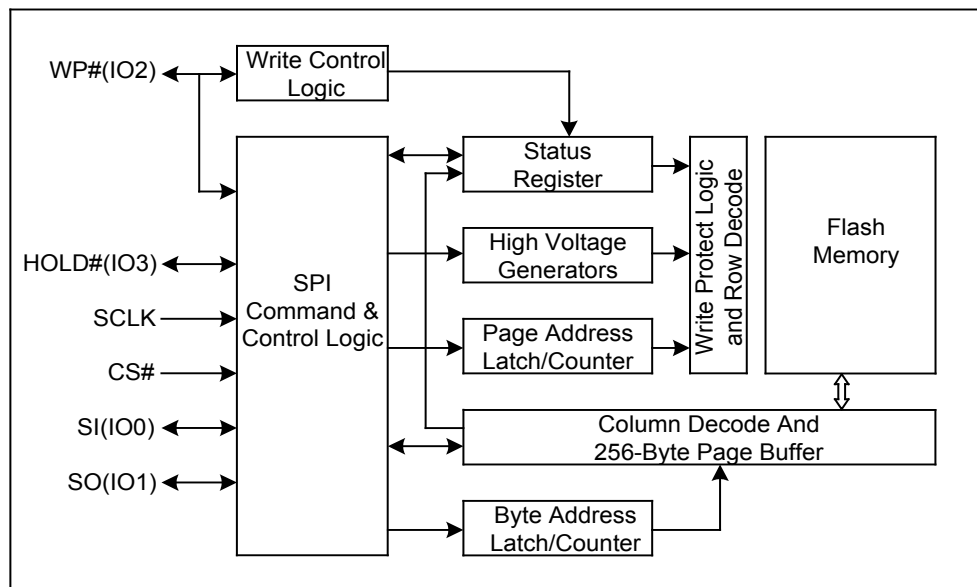 WP#(IO2)
Write Control
Logic
HOLD#(IO3)
SCLK
CS#
SI(IO0)
SO(IO1)
SPI
Command &
Control Logic
Status
Register
High Voltage
Generators
Page Address
Latch/Counter
Write Protect Logic
and Row Decode
Flash
Memory
Column Decode And
256-Byte Page Buffer
Byte Address
Latch/Counter